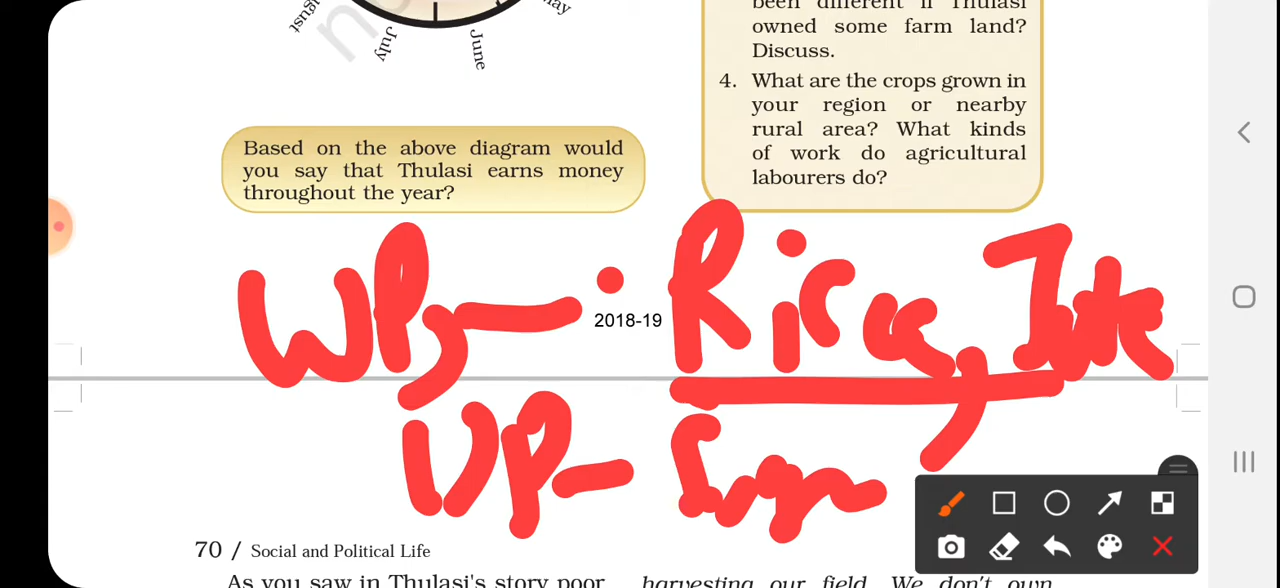 ugust
July
June
may
been different if Thulasi
owned some farm land?
Discuss.
4. What are the crops grown in
your region or nearby
rural area? What kinds
of work do agricultural
labourers do?
Based on the above diagram would
you say that Thulasi earns money
throughout the year?
WB - Rice, Jute
2018-19
UP -
70 / Social and Political Life
As you saw in Thulasi's story poor
harvesting our field. We don't own